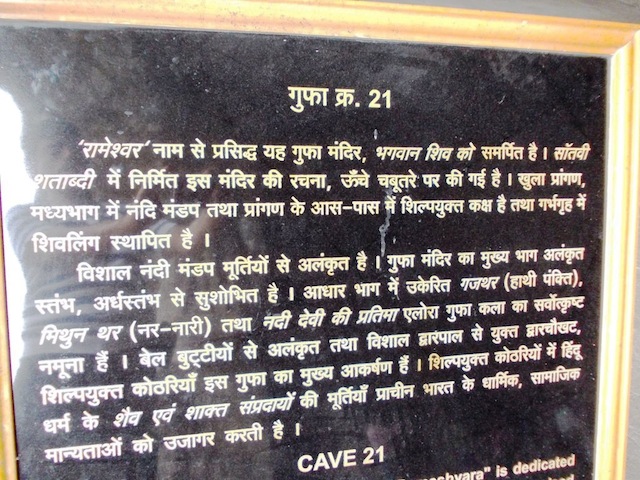 गुफा क्र. 21
'रामेश्वर' नाम से प्रसिद्ध यह गुफा मंदिर, भगवान शिव को समर्पित है । सॉतवी
शताब्दी में निर्मित इस मंदिर की रचना, ऊँचे चबूतरे पर की गई है । खुला प्रांगण,
मध्यभाग में नंदि मंडप तथा प्रांगण के आस-पास में शिल्पयुक्त कक्ष है तथा गर्भगृह में
शिवलिंग स्थापित है ।
विशाल नंदी मंडप मूर्तियों से अलंकृत है । गुफा मंदिर का मुख्य भाग अलंकृत
स्तंभ, अर्धस्तंभ से सुशोभित है । आधार भाग में उकेरित गजथर (हाथी पंक्ति),
मिथुन थर (नर-नारी) तथा नदी देवी की प्रतिमा एलोरा गुफा कला का सर्वोत्कृष्ट
नमूना हैं । बेल बुट्टीयों से अलंकृत तथा विशाल द्वारपाल से युक्त द्वारचौखट,
शिल्पयुक्त कोठरियाँ इस गुफा का मुख्य आकर्षण हैं । शिल्पयुक्त कोठरियों में हिंदू
धर्म के शैव एवं शाक्त संप्रदायों की मूर्तियाँ प्राचीन भारत के धार्मिक, सामाजिक
मान्यताओं को उजागर करती है ।
CAVE 21
is dedicated